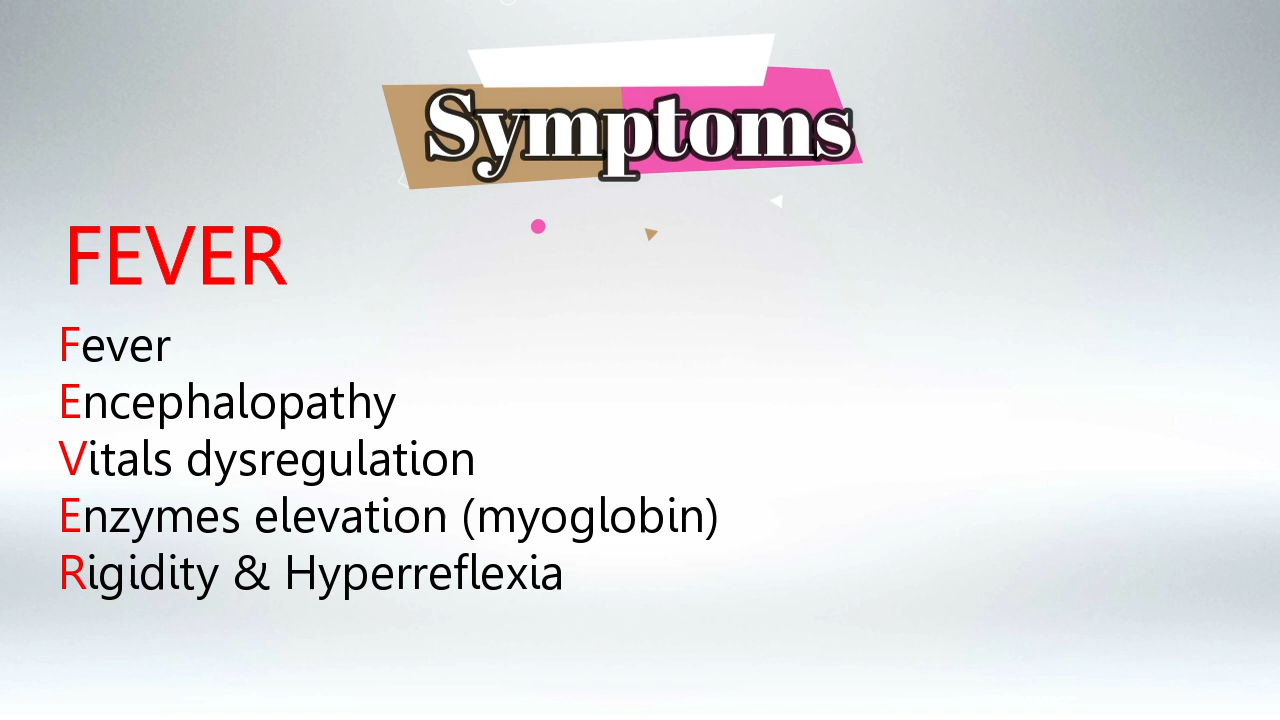 Symptoms
FEVER
Fever
Encephalopathy
Vitals dysregulation
Enzymes elevation (myoglobin)
Rigidity & Hyperreflexia